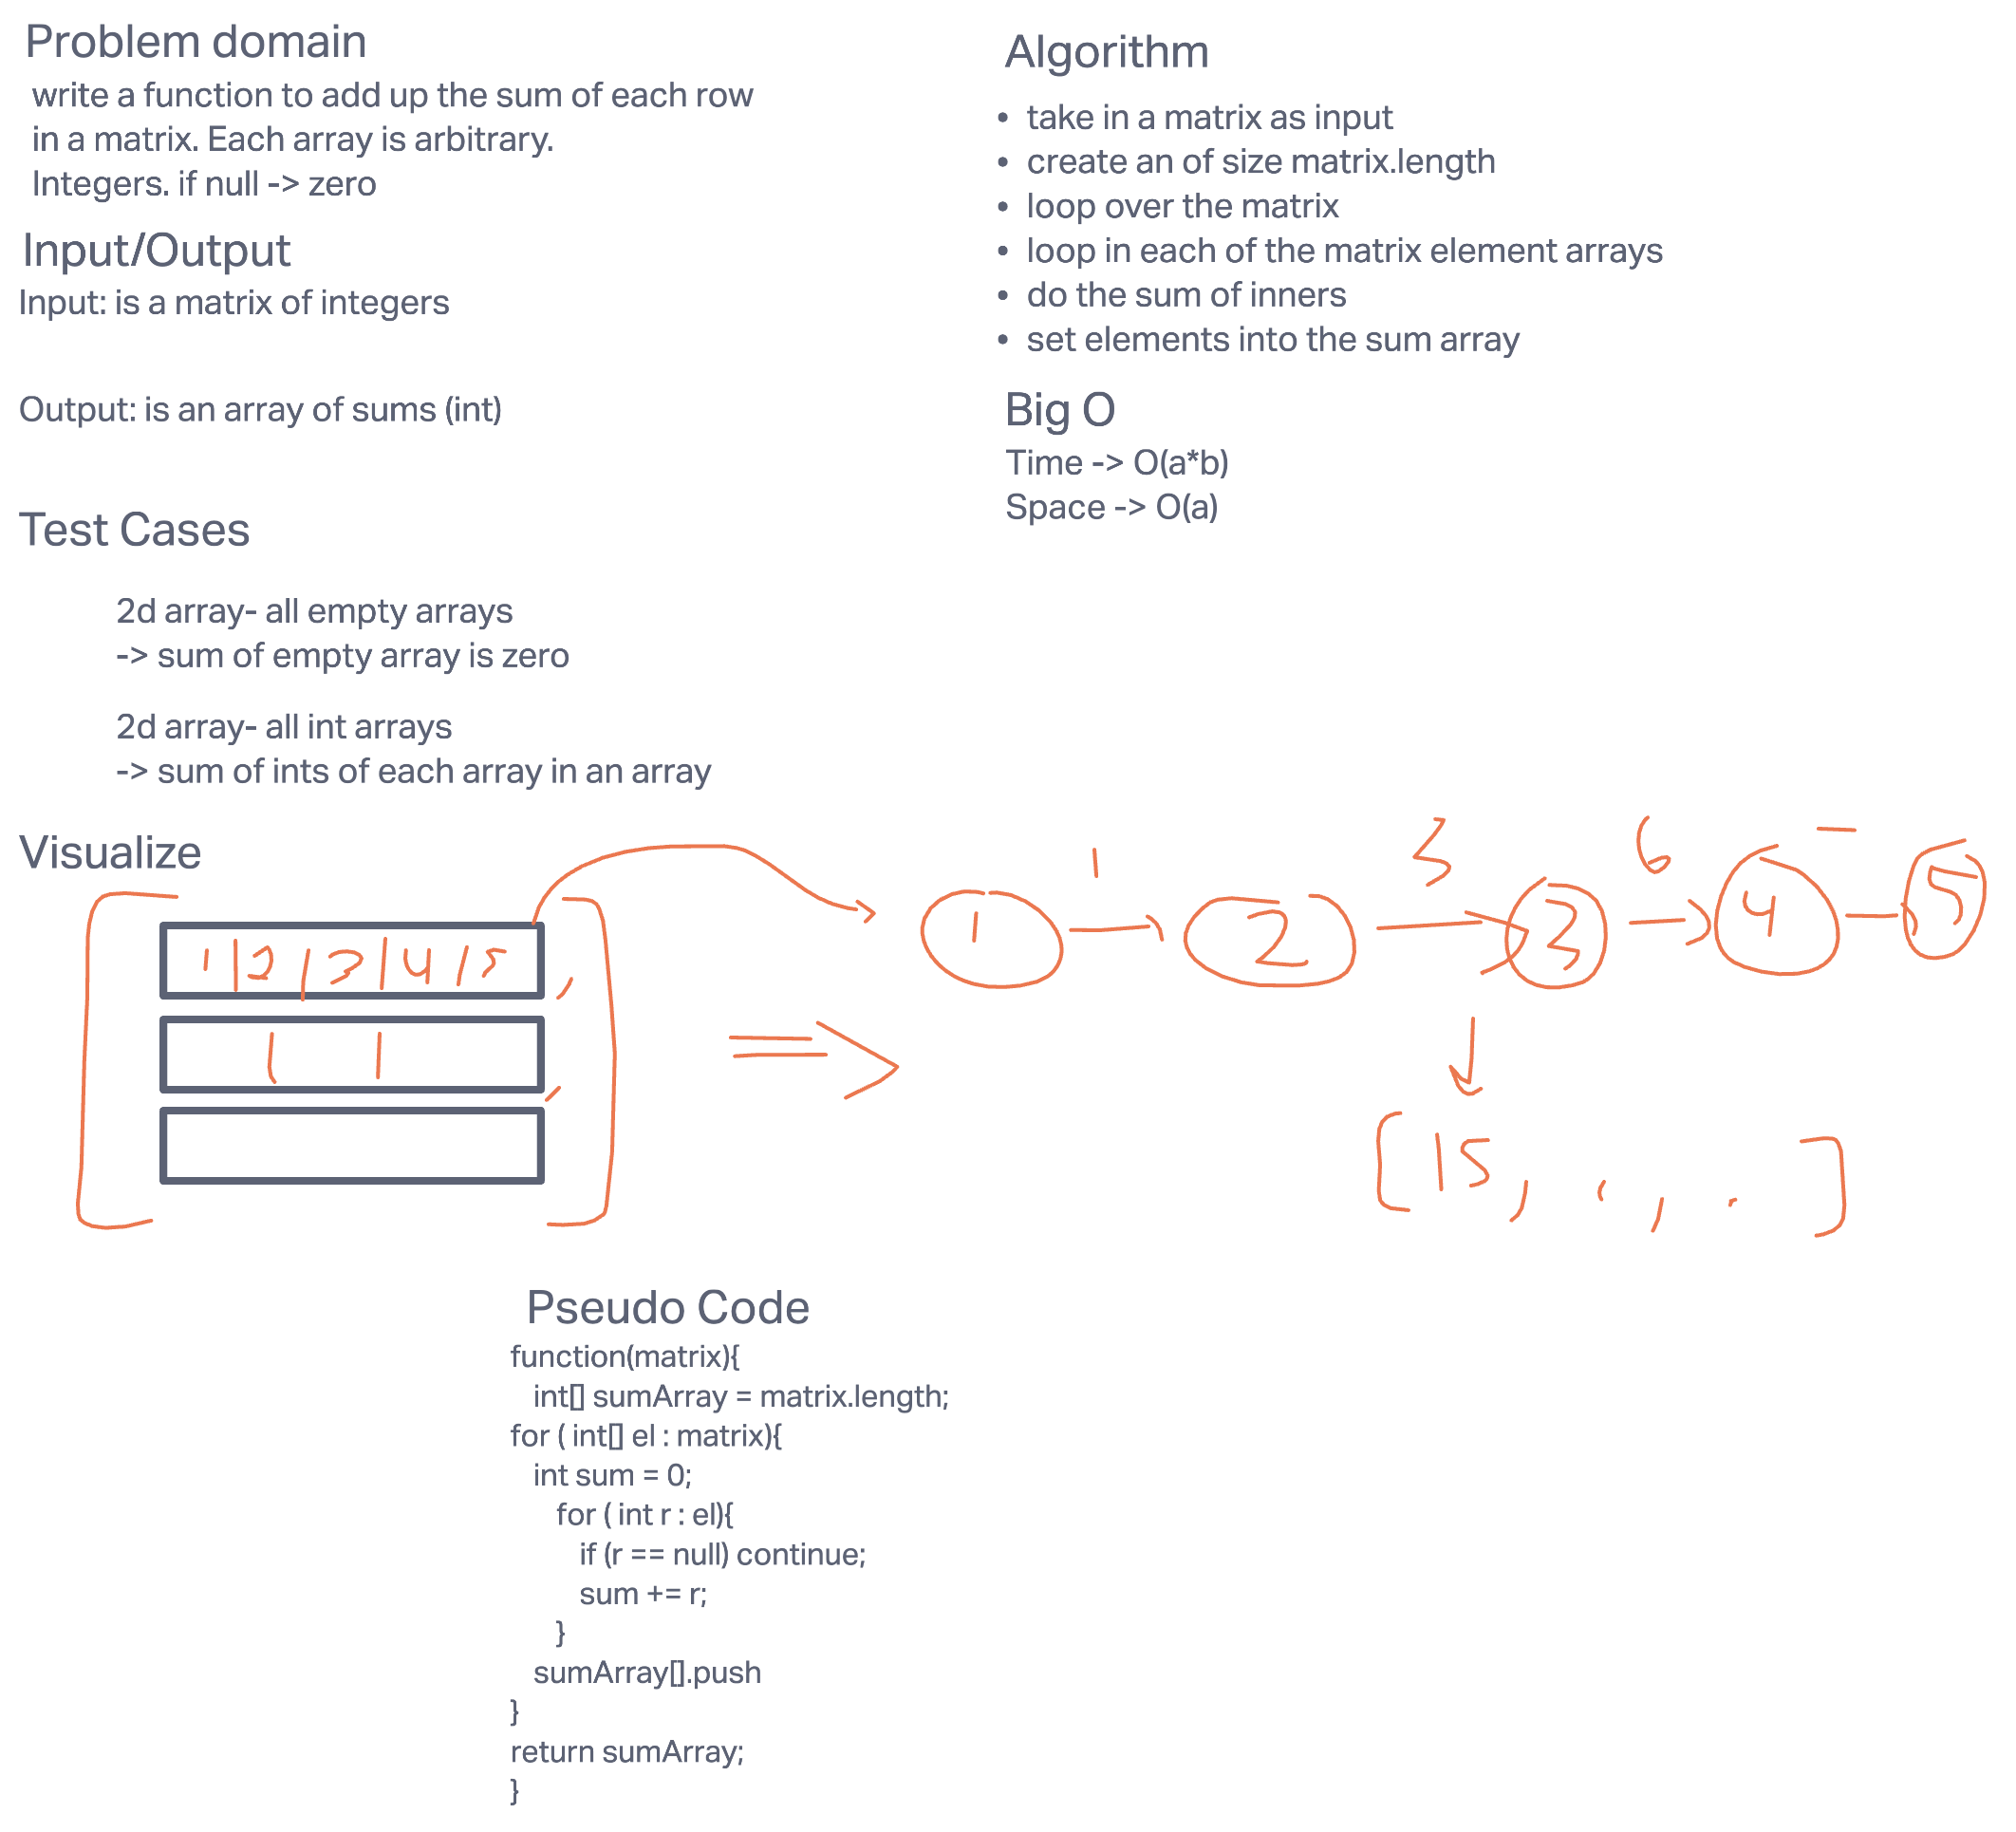 Problem domain
write a function to add up the sum of each row
in a matrix. Each array is arbitrary.
Integers. if null -> zero
Input/Output
Input: is a matrix of integers
Output: is an array of sums (int)
Test Cases
2d array- all empty arrays
-> sum of empty array is zero
2d array- all int arrays
-> sum of ints of each array in an array
Algorithm
• take in a matrix as input
• create an of size matrix.length
• loop over the matrix
• loop in each of the matrix element arrays
• do the sum of inners
• set elements into the sum array
Big O
Time -> O(a*b)
Space -> O(a)
Visualize
1|2|3|4|5
1 3 6
1 2 3 4 5
[15, . , . ]
Pseudo Code
function(matrix){
int[] sumArray = matrix.length;
for ( int[] el : matrix){
int sum = 0;
for ( int r : el){
if (r == null) continue;
sum += r;
}
sumArray[].push
}
return sumArray;
}